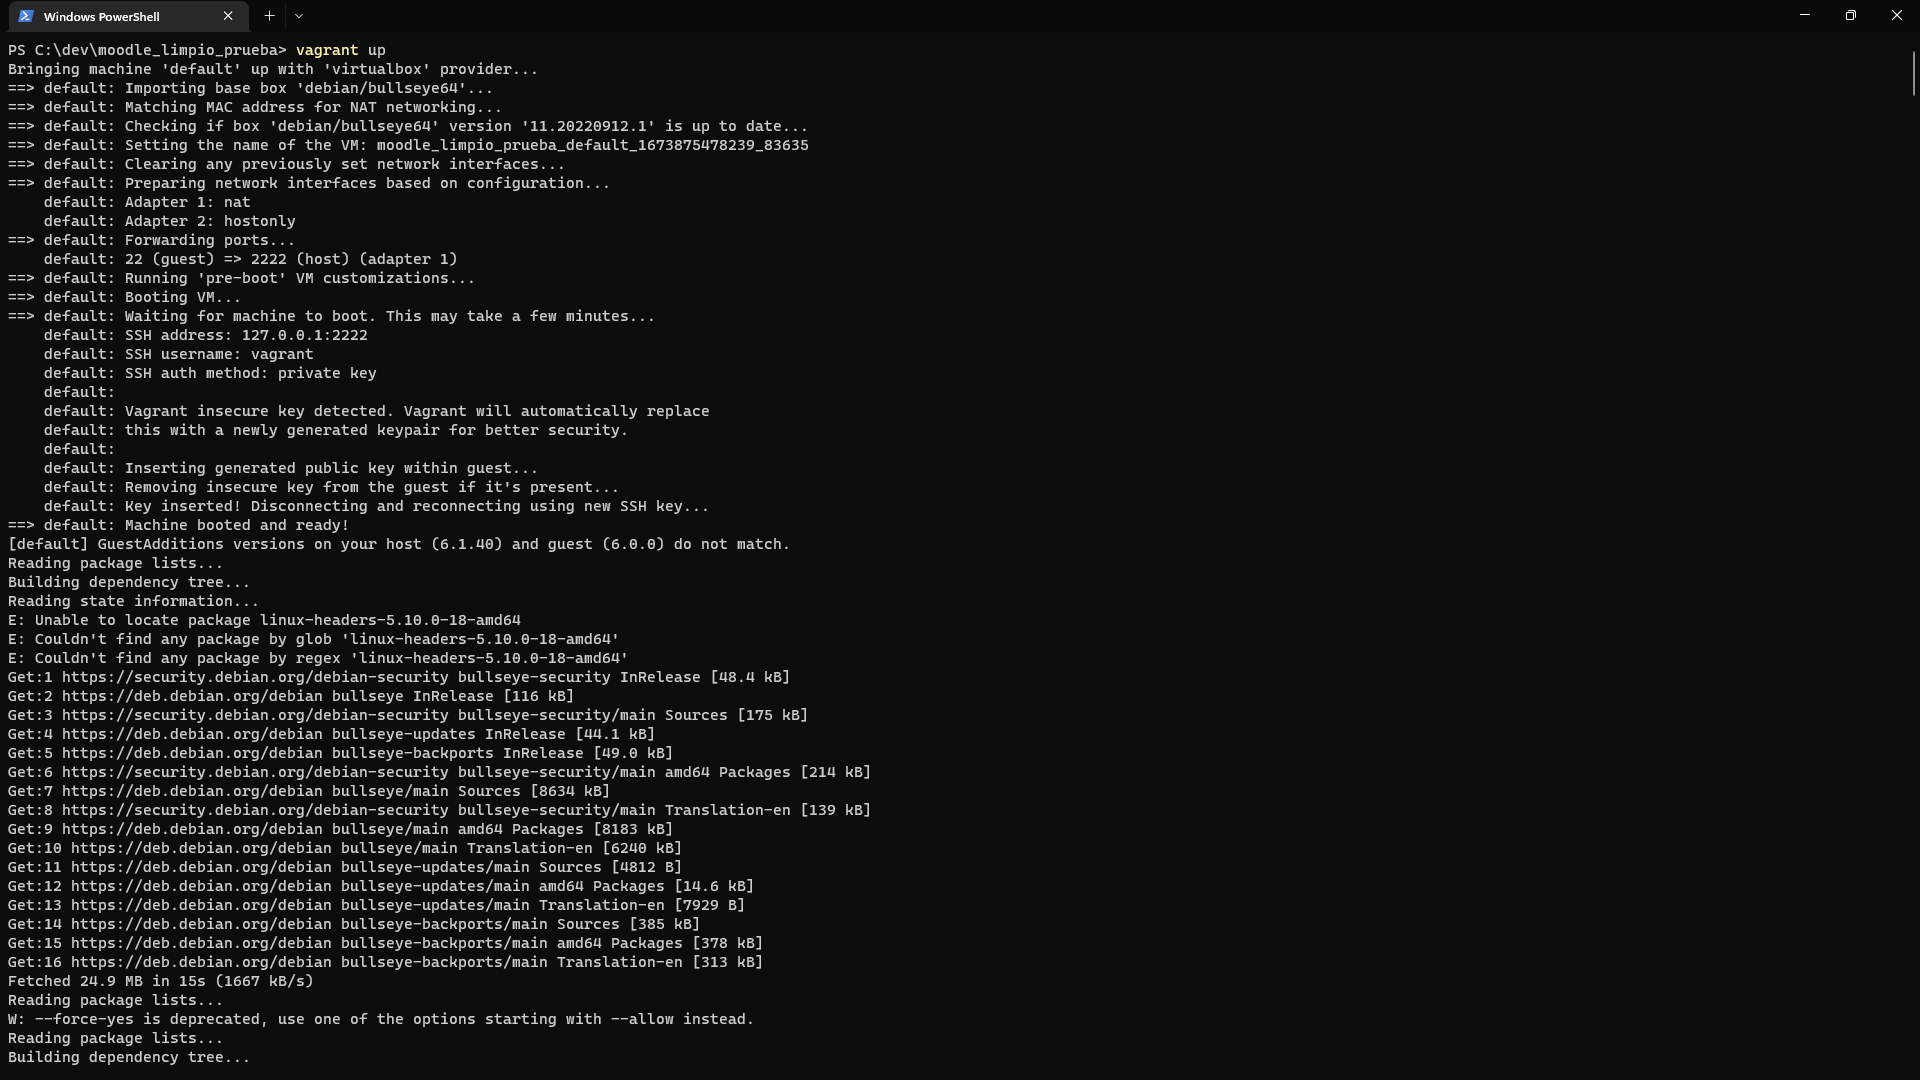 Windows PowerShell
PS C:\dev\moodle_limpio_prueba> vagrant up
Bringing machine 'default' up with 'virtualbox' provider...
==> default: Importing base box 'debian/bullseye64'...
==> default: Matching MAC address for NAT networking...
==> default: Checking if box 'debian/bullseye64' version '11.20220912.1' is up to date...
==> default: Setting the name of the VM: moodle_limpio_prueba_default_1673875478239_83635
==> default: Clearing any previously set network interfaces...
==> default: Preparing network interfaces based on configuration...
    default: Adapter 1: nat
    default: Adapter 2: hostonly
==> default: Forwarding ports...
    default: 22 (guest) => 2222 (host) (adapter 1)
==> default: Running 'pre-boot' VM customizations...
==> default: Booting VM...
==> default: Waiting for machine to boot. This may take a few minutes...
    default: SSH address: 127.0.0.1:2222
    default: SSH username: vagrant
    default: SSH auth method: private key
    default:
    default: Vagrant insecure key detected. Vagrant will automatically replace
    default: this with a newly generated keypair for better security.
    default:
    default: Inserting generated public key within guest...
    default: Removing insecure key from the guest if it's present...
    default: Key inserted! Disconnecting and reconnecting using new SSH key...
==> default: Machine booted and ready!
[default] GuestAdditions versions on your host (6.1.40) and guest (6.0.0) do not match.
Reading package lists...
Building dependency tree...
Reading state information...
E: Unable to locate package linux-headers-5.10.0-18-amd64
E: Couldn't find any package by glob 'linux-headers-5.10.0-18-amd64'
E: Couldn't find any package by regex 'linux-headers-5.10.0-18-amd64'
Get:1 https://security.debian.org/debian-security bullseye-security InRelease [48.4 kB]
Get:2 https://deb.debian.org/debian bullseye InRelease [116 kB]
Get:3 https://security.debian.org/debian-security bullseye-security/main Sources [175 kB]
Get:4 https://deb.debian.org/debian bullseye-updates InRelease [44.1 kB]
Get:5 https://deb.debian.org/debian bullseye-backports InRelease [49.0 kB]
Get:6 https://security.debian.org/debian-security bullseye-security/main amd64 Packages [214 kB]
Get:7 https://deb.debian.org/debian bullseye/main Sources [8634 kB]
Get:8 https://security.debian.org/debian-security bullseye-security/main Translation-en [139 kB]
Get:9 https://deb.debian.org/debian bullseye/main amd64 Packages [8183 kB]
Get:10 https://deb.debian.org/debian bullseye/main Translation-en [6240 kB]
Get:11 https://deb.debian.org/debian bullseye-updates/main Sources [4812 B]
Get:12 https://deb.debian.org/debian bullseye-updates/main amd64 Packages [14.6 kB]
Get:13 https://deb.debian.org/debian bullseye-updates/main Translation-en [7929 B]
Get:14 https://deb.debian.org/debian bullseye-backports/main Sources [385 kB]
Get:15 https://deb.debian.org/debian bullseye-backports/main amd64 Packages [378 kB]
Get:16 https://deb.debian.org/debian bullseye-backports/main Translation-en [313 kB]
Fetched 24.9 MB in 15s (1667 kB/s)
Reading package lists...
W: --force-yes is deprecated, use one of the options starting with --allow instead.
Reading package lists...
Building dependency tree...